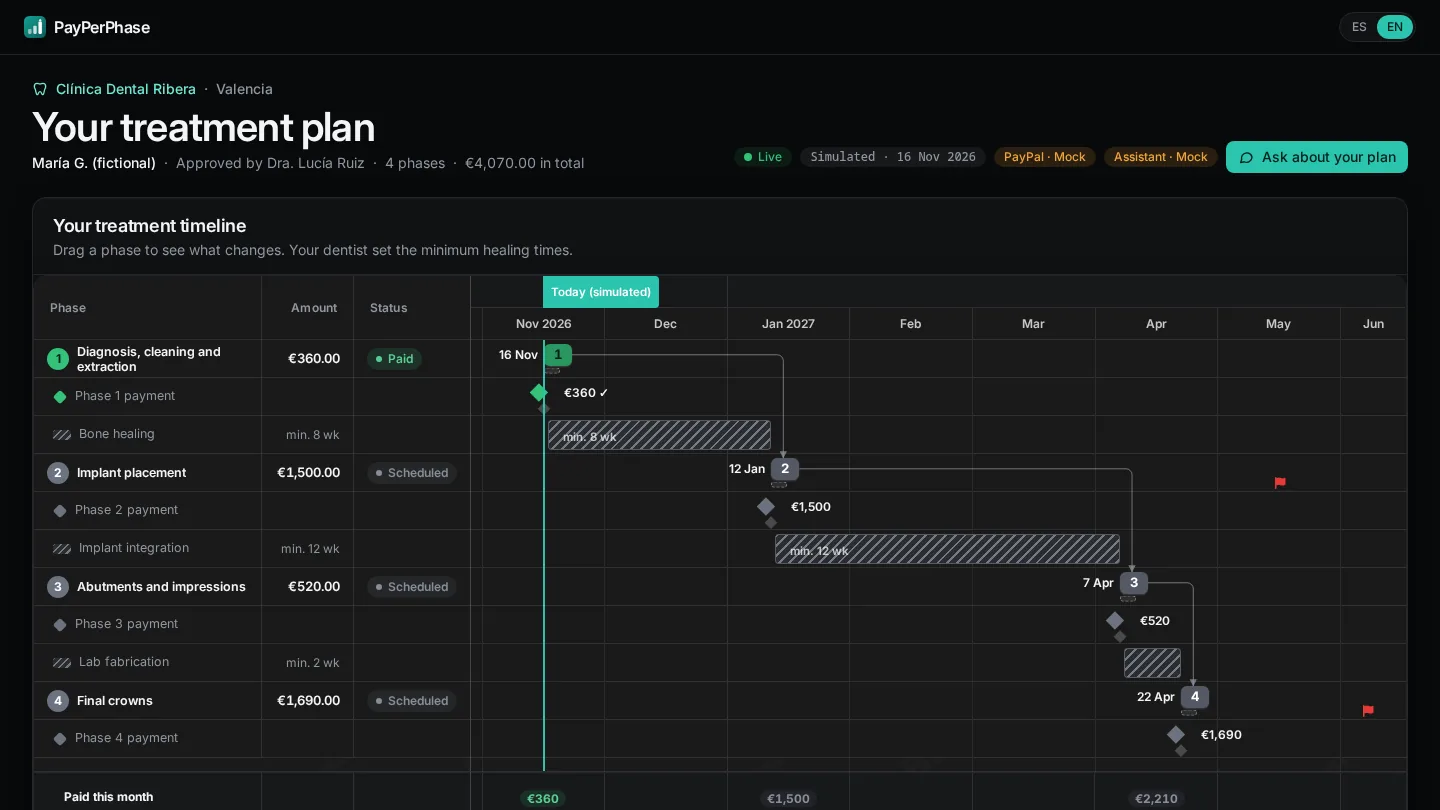 PayPerPhase
ES EN
Clínica Dental Ribera · Valencia
Your treatment plan
María G. (fictional) · Approved by Dra. Lucía Ruiz · 4 phases · €4,070.00 in total
Live
Simulated · 16 Nov 2026
PayPal · Mock
Assistant · Mock
Ask about your plan
Your treatment timeline
Drag a phase to see what changes. Your dentist set the minimum healing times.
Phase Amount Status
Today (simulated)
Nov 2026 Dec Jan 2027 Feb Mar Apr May Jun
1 Diagnosis, cleaning and
extraction
€360.00 Paid 16 Nov 1
Phase 1 payment €360 ✓
Bone healing min. 8 wk min. 8 wk
2 Implant placement €1,500.00 Scheduled 12 Jan 2
Phase 2 payment €1,500
Implant integration min. 12 wk min. 12 wk
3 Abutments and impressions €520.00 Scheduled 7 Apr 3
Phase 3 payment €520
Lab fabrication min. 2 wk
4 Final crowns €1,690.00 Scheduled 22 Apr 4
Phase 4 payment €1,690
Paid this month €360 €1,500 €2,210